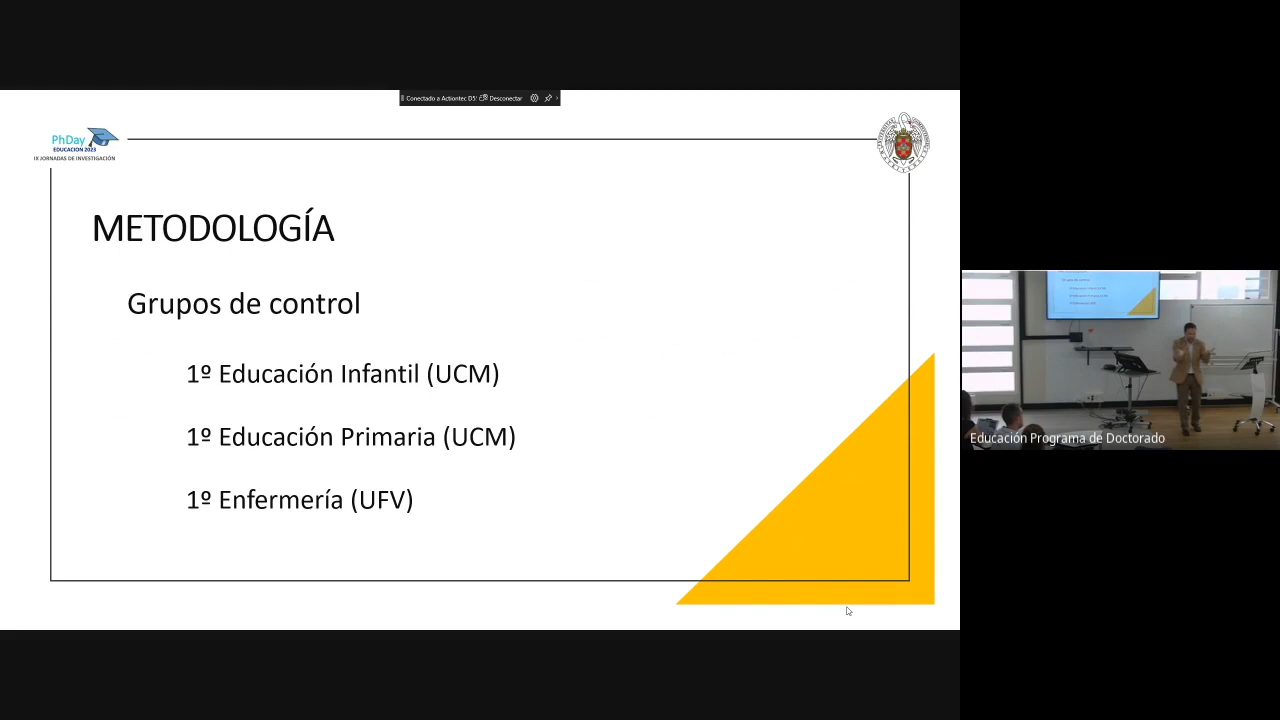 Conectado a Actiontec D5 Desconectar
PhDay
EDUCACION 2023
IX JORNADAS DE INVESTIGACIÓN
METODOLOGÍA
Grupos de control
1º Educación Infantil (UCM)
1º Educación Primaria (UCM)
1º Enfermería (UFV)
Educación Programa de Doctorado